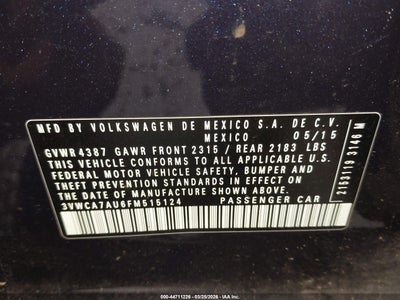 MFD BY VOLKSWAGEN DE MEXICO S.A. DE C.V.
MEXICO 05/15
GVWR 4387 GAWR FRONT 2315 / REAR 2183 LBS
THIS VEHICLE CONFORMS TO ALL APPLICABLE U.S.
FEDERAL MOTOR VEHICLE SAFETY, BUMPER AND
THEFT PREVENTION STANDARDS IN EFFECT ON THE
DATE OF MANUFACTURE SHOWN ABOVE.
3VWCA7AU6FM515124 PASSENGER CAR
3153119 3146 M
000-44711226 - 03/25/2026 - IAA Inc.